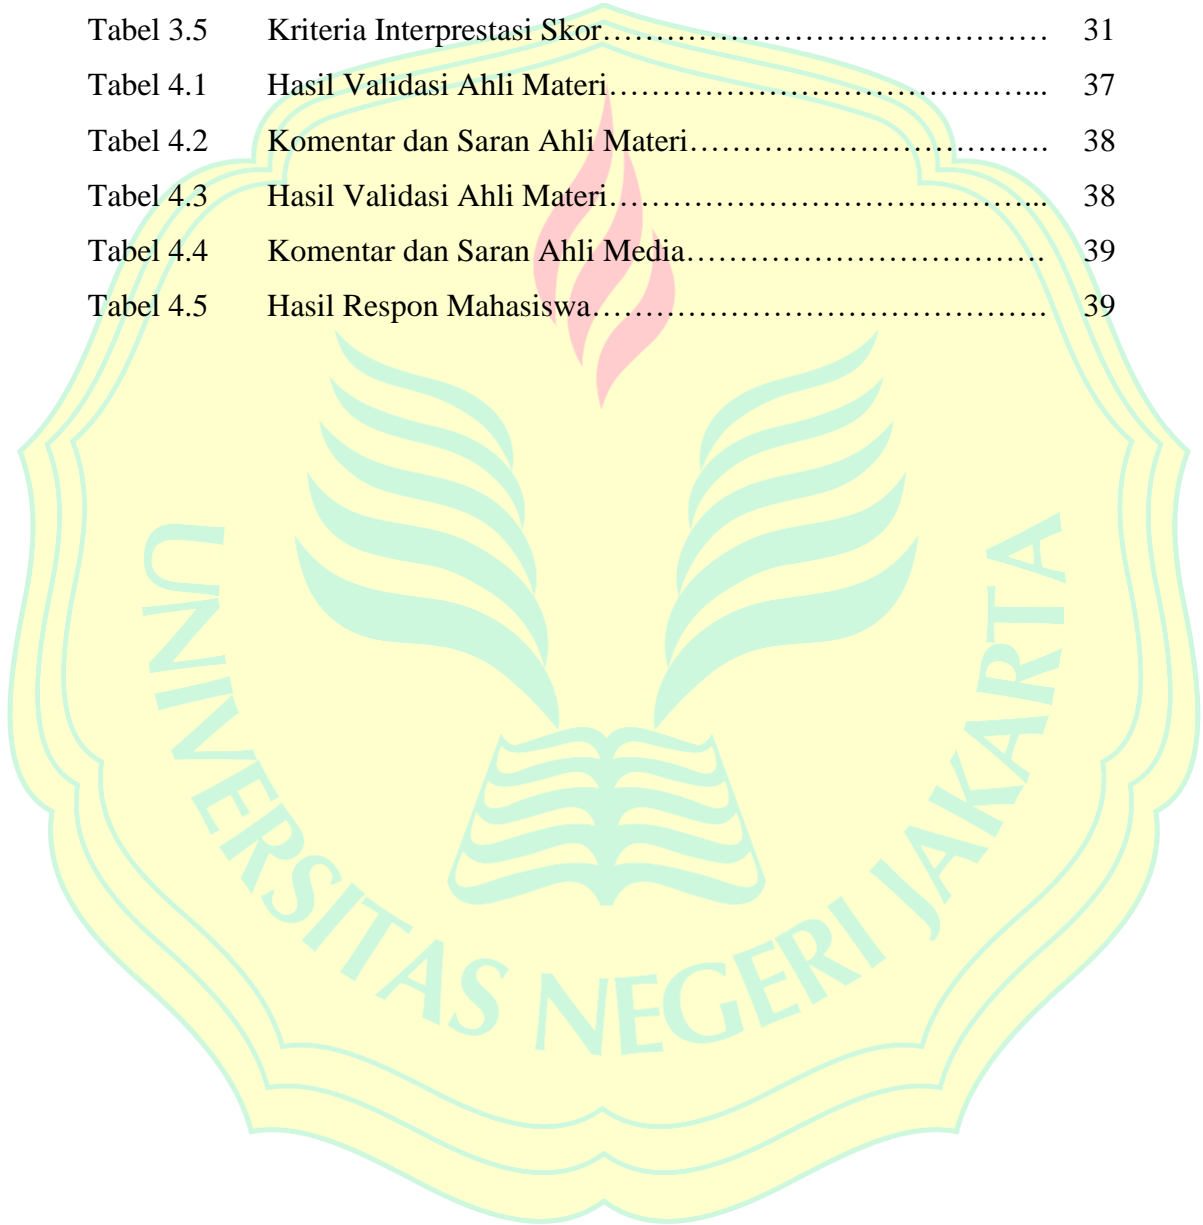 Tabel 3.5 Kriteria Interprestasi Skor…………………………………… 31
Tabel 4.1 Hasil Validasi Ahli Materi…………………………………... 37
Tabel 4.2 Komentar dan Saran Ahli Materi……………………………. 38
Tabel 4.3 Hasil Validasi Ahli Materi…………………………………... 38
Tabel 4.4 Komentar dan Saran Ahli Media……………………………. 39
Tabel 4.5 Hasil Respon Mahasiswa……………………………………. 39
UNIVERSITAS NEGERI JAKARTA